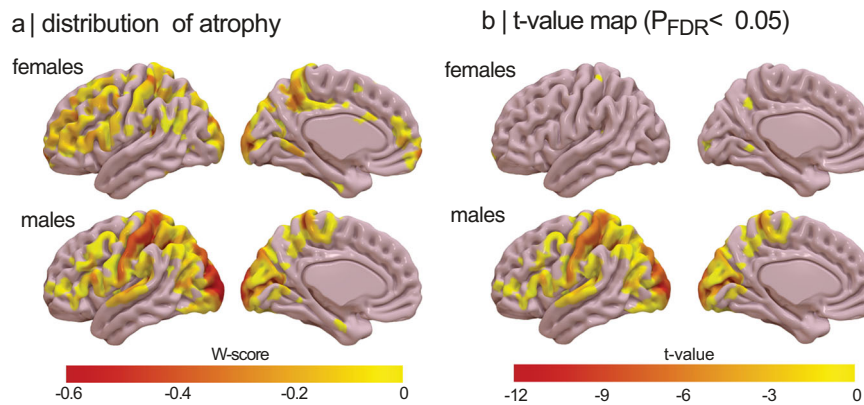 a | distribution of atrophy
b | t-value map (PFDR< 0.05)
females
females
males
males
W-score
t-value
-0.6 -0.4 -0.2 0
-12 -9 -6 -3 0